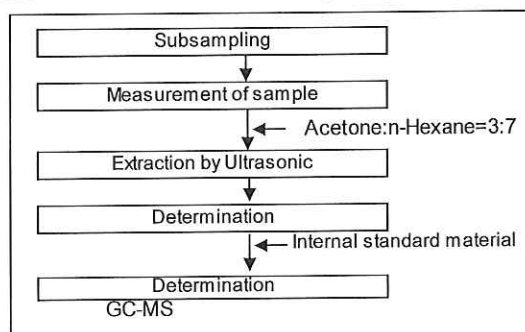 Subsampling
Measurement of sample
Acetone:n-Hexane=3:7
Extraction by Ultrasonic
Determination
Internal standard material
Determination
GC-MS